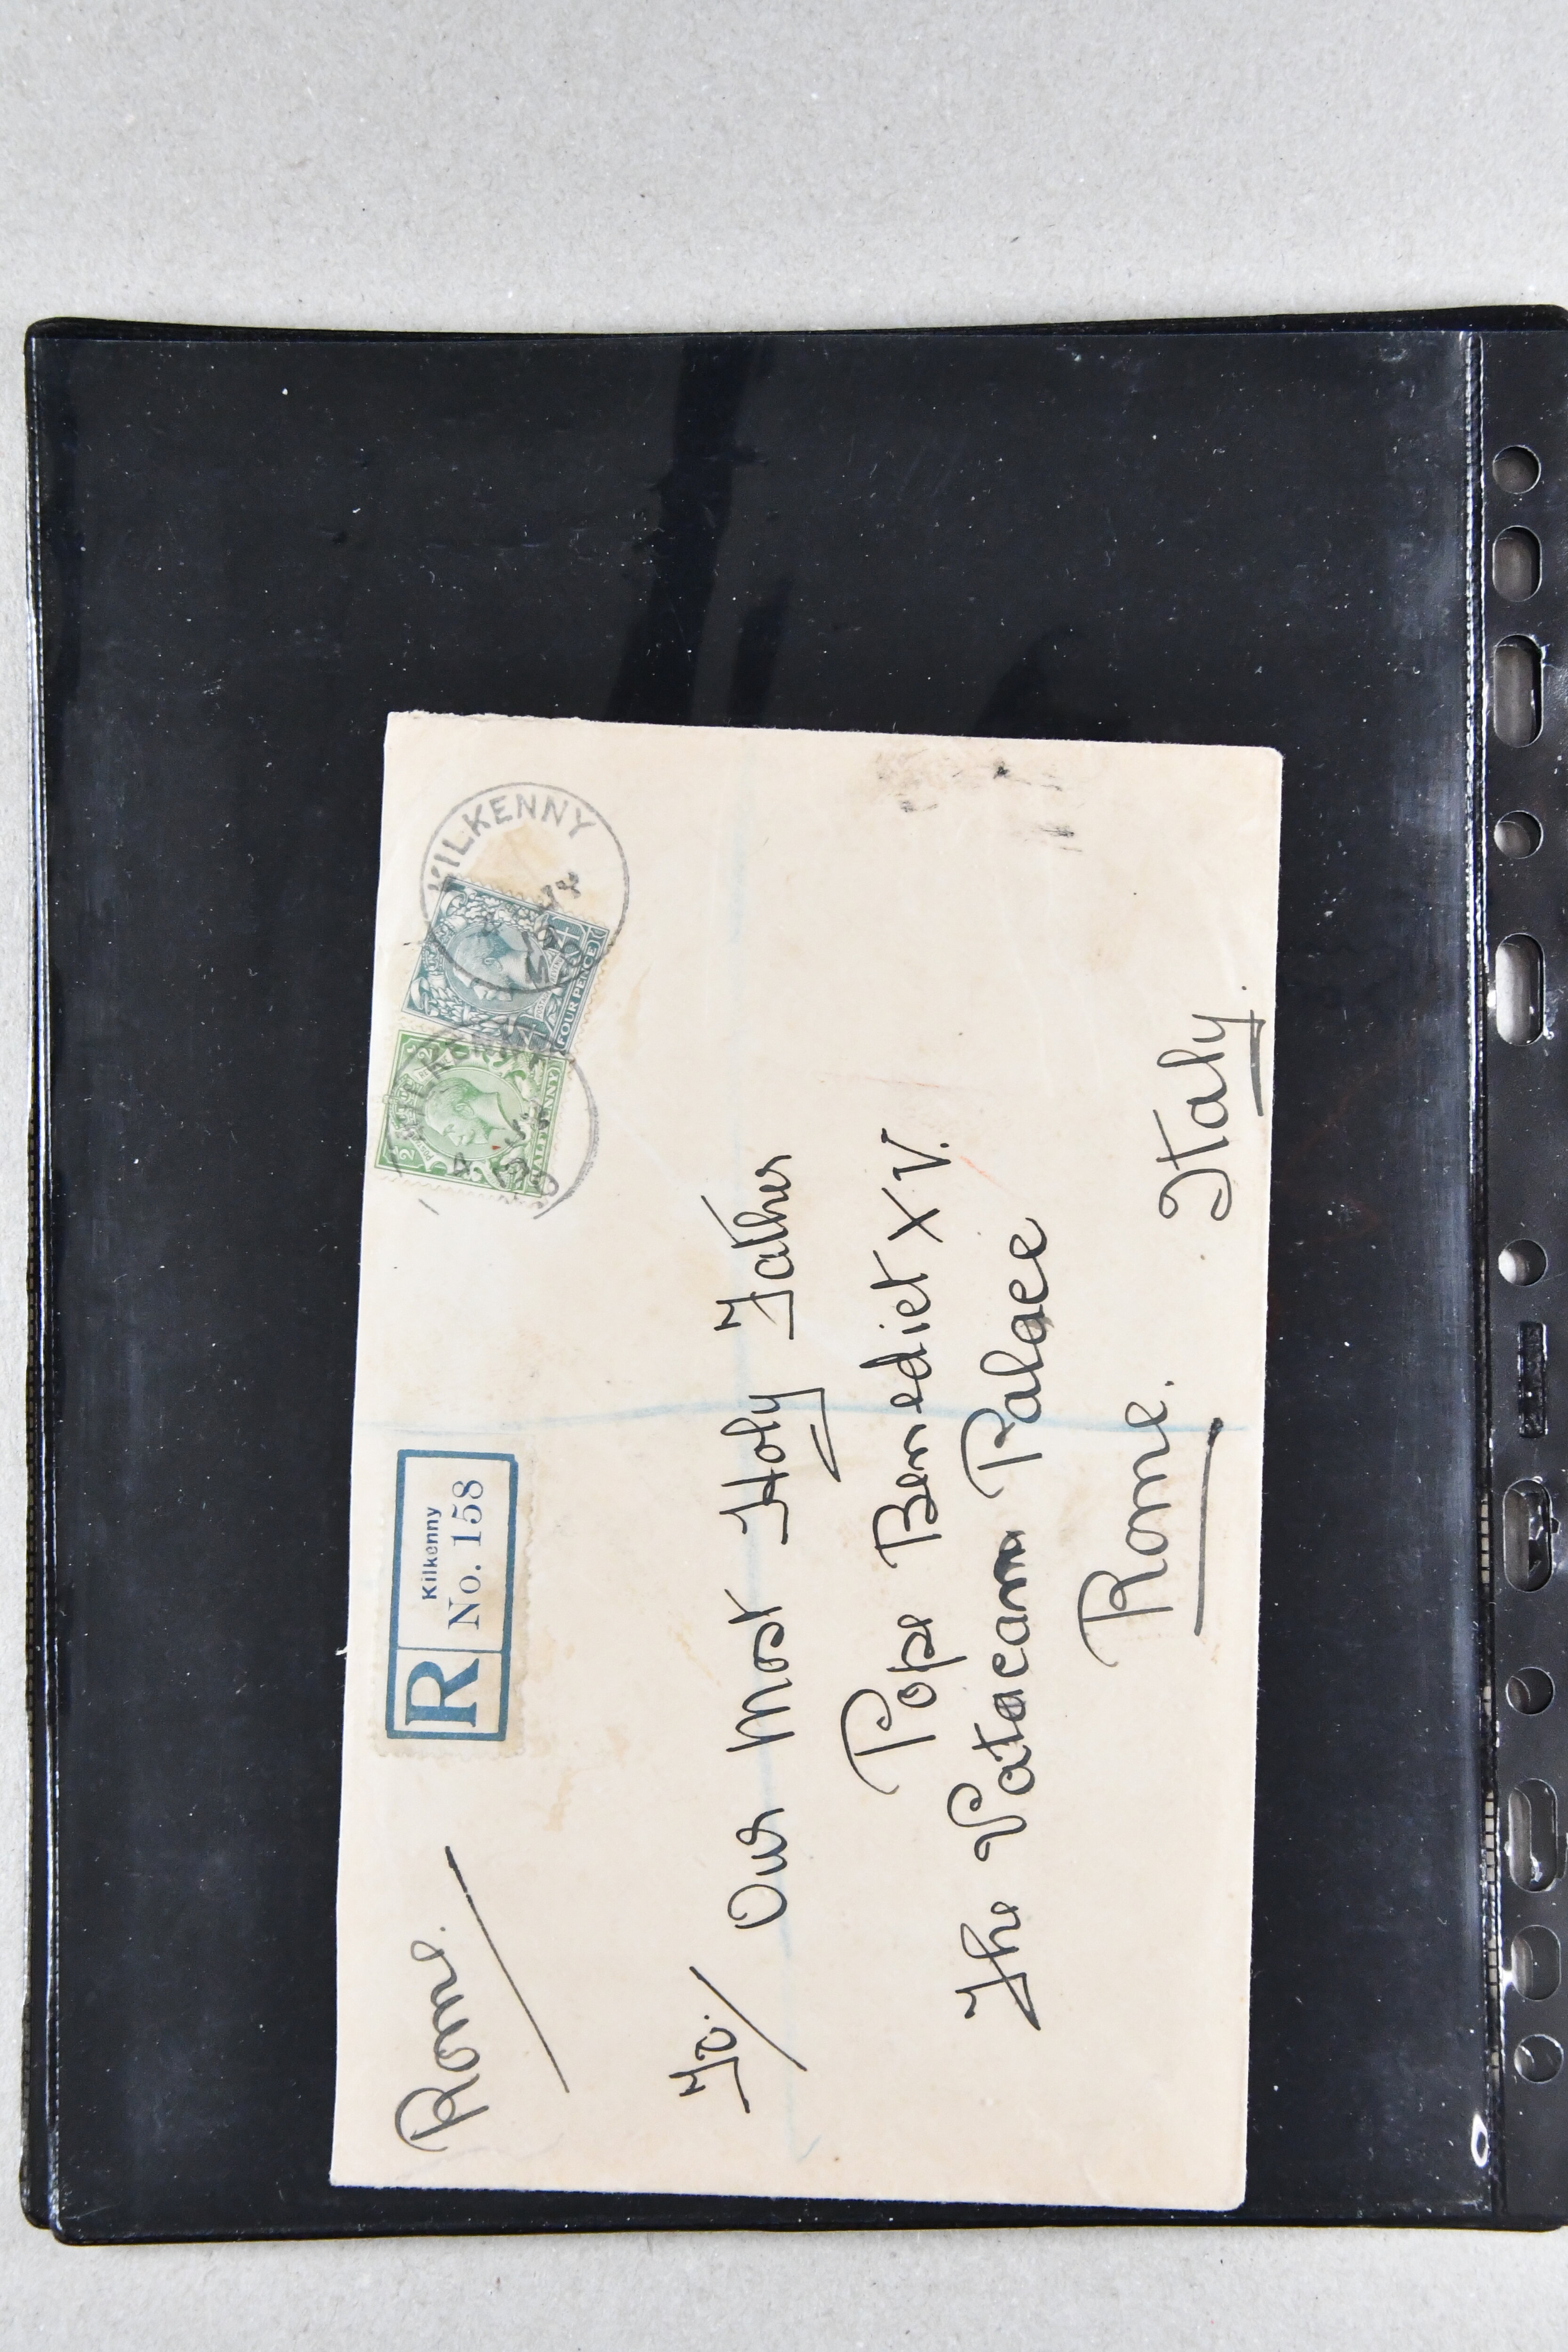 Rome.
R
Kilkenny
No. 158
KILKENNY
FOUR PENCE
HALFPENNY
To/
Our Most Holy Father
Pope Benedict XV.
The Vatacann Palace
Rome.
Italy.